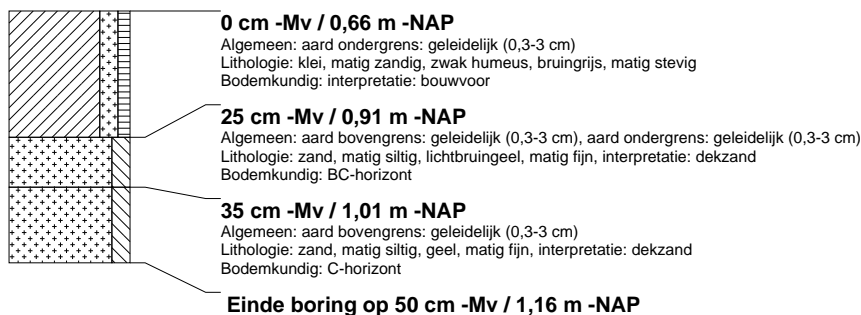 0 cm -Mv / 0,66 m -NAP
Algemeen: aard ondergrens: geleidelijk (0,3-3 cm)
Lithologie: klei, matig zandig, zwak humeus, bruingrijs, matig stevig
Bodemkundig: interpretatie: bouwvoor
25 cm -Mv / 0,91 m -NAP
Algemeen: aard bovengrens: geleidelijk (0,3-3 cm), aard ondergrens: geleidelijk (0,3-3 cm)
Lithologie: zand, matig siltig, lichtbruingeel, matig fijn, interpretatie: dekzand
Bodemkundig: BC-horizont
35 cm -Mv / 1,01 m -NAP
Algemeen: aard bovengrens: geleidelijk (0,3-3 cm)
Lithologie: zand, matig siltig, geel, matig fijn, interpretatie: dekzand
Bodemkundig: C-horizont
Einde boring op 50 cm -Mv / 1,16 m -NAP